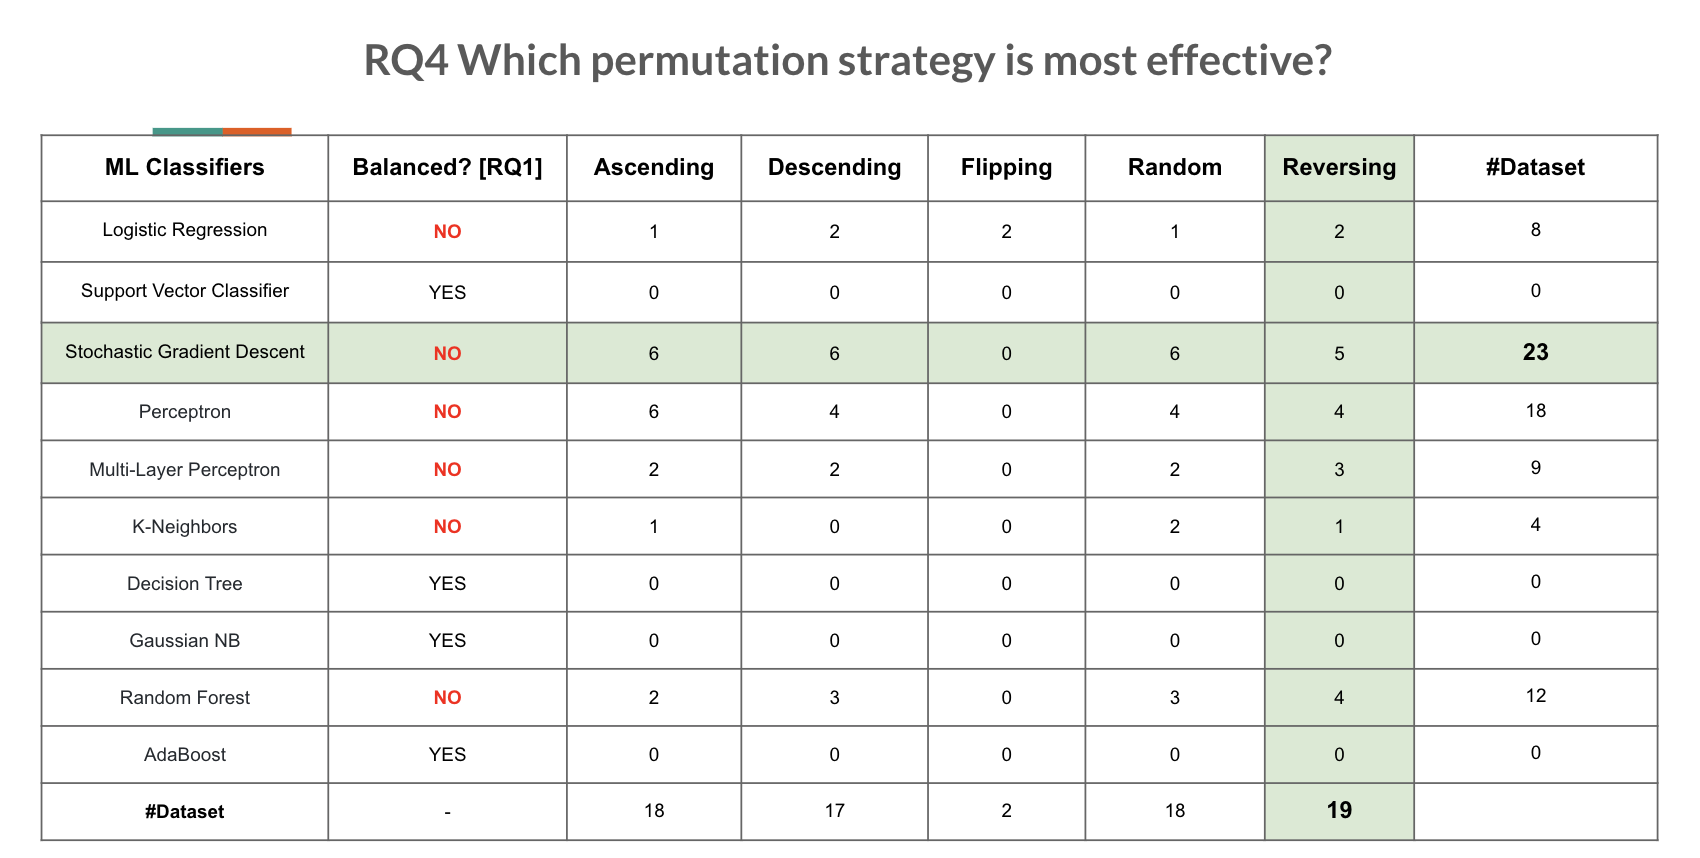 RQ4 Which permutation strategy is most effective?
ML Classifiers Balanced? [RQ1] Ascending Descending Flipping Random Reversing #Dataset
Logistic Regression NO 1 2 2 1 2 8
Support Vector Classifier YES 0 0 0 0 0 0
Stochastic Gradient Descent NO 6 6 0 6 5 23
Perceptron NO 6 4 0 4 4 18
Multi-Layer Perceptron NO 2 2 0 2 3 9
K-Neighbors NO 1 0 0 2 1 4
Decision Tree YES 0 0 0 0 0 0
Gaussian NB YES 0 0 0 0 0 0
Random Forest NO 2 3 0 3 4 12
AdaBoost YES 0 0 0 0 0 0
#Dataset - 18 17 2 18 19